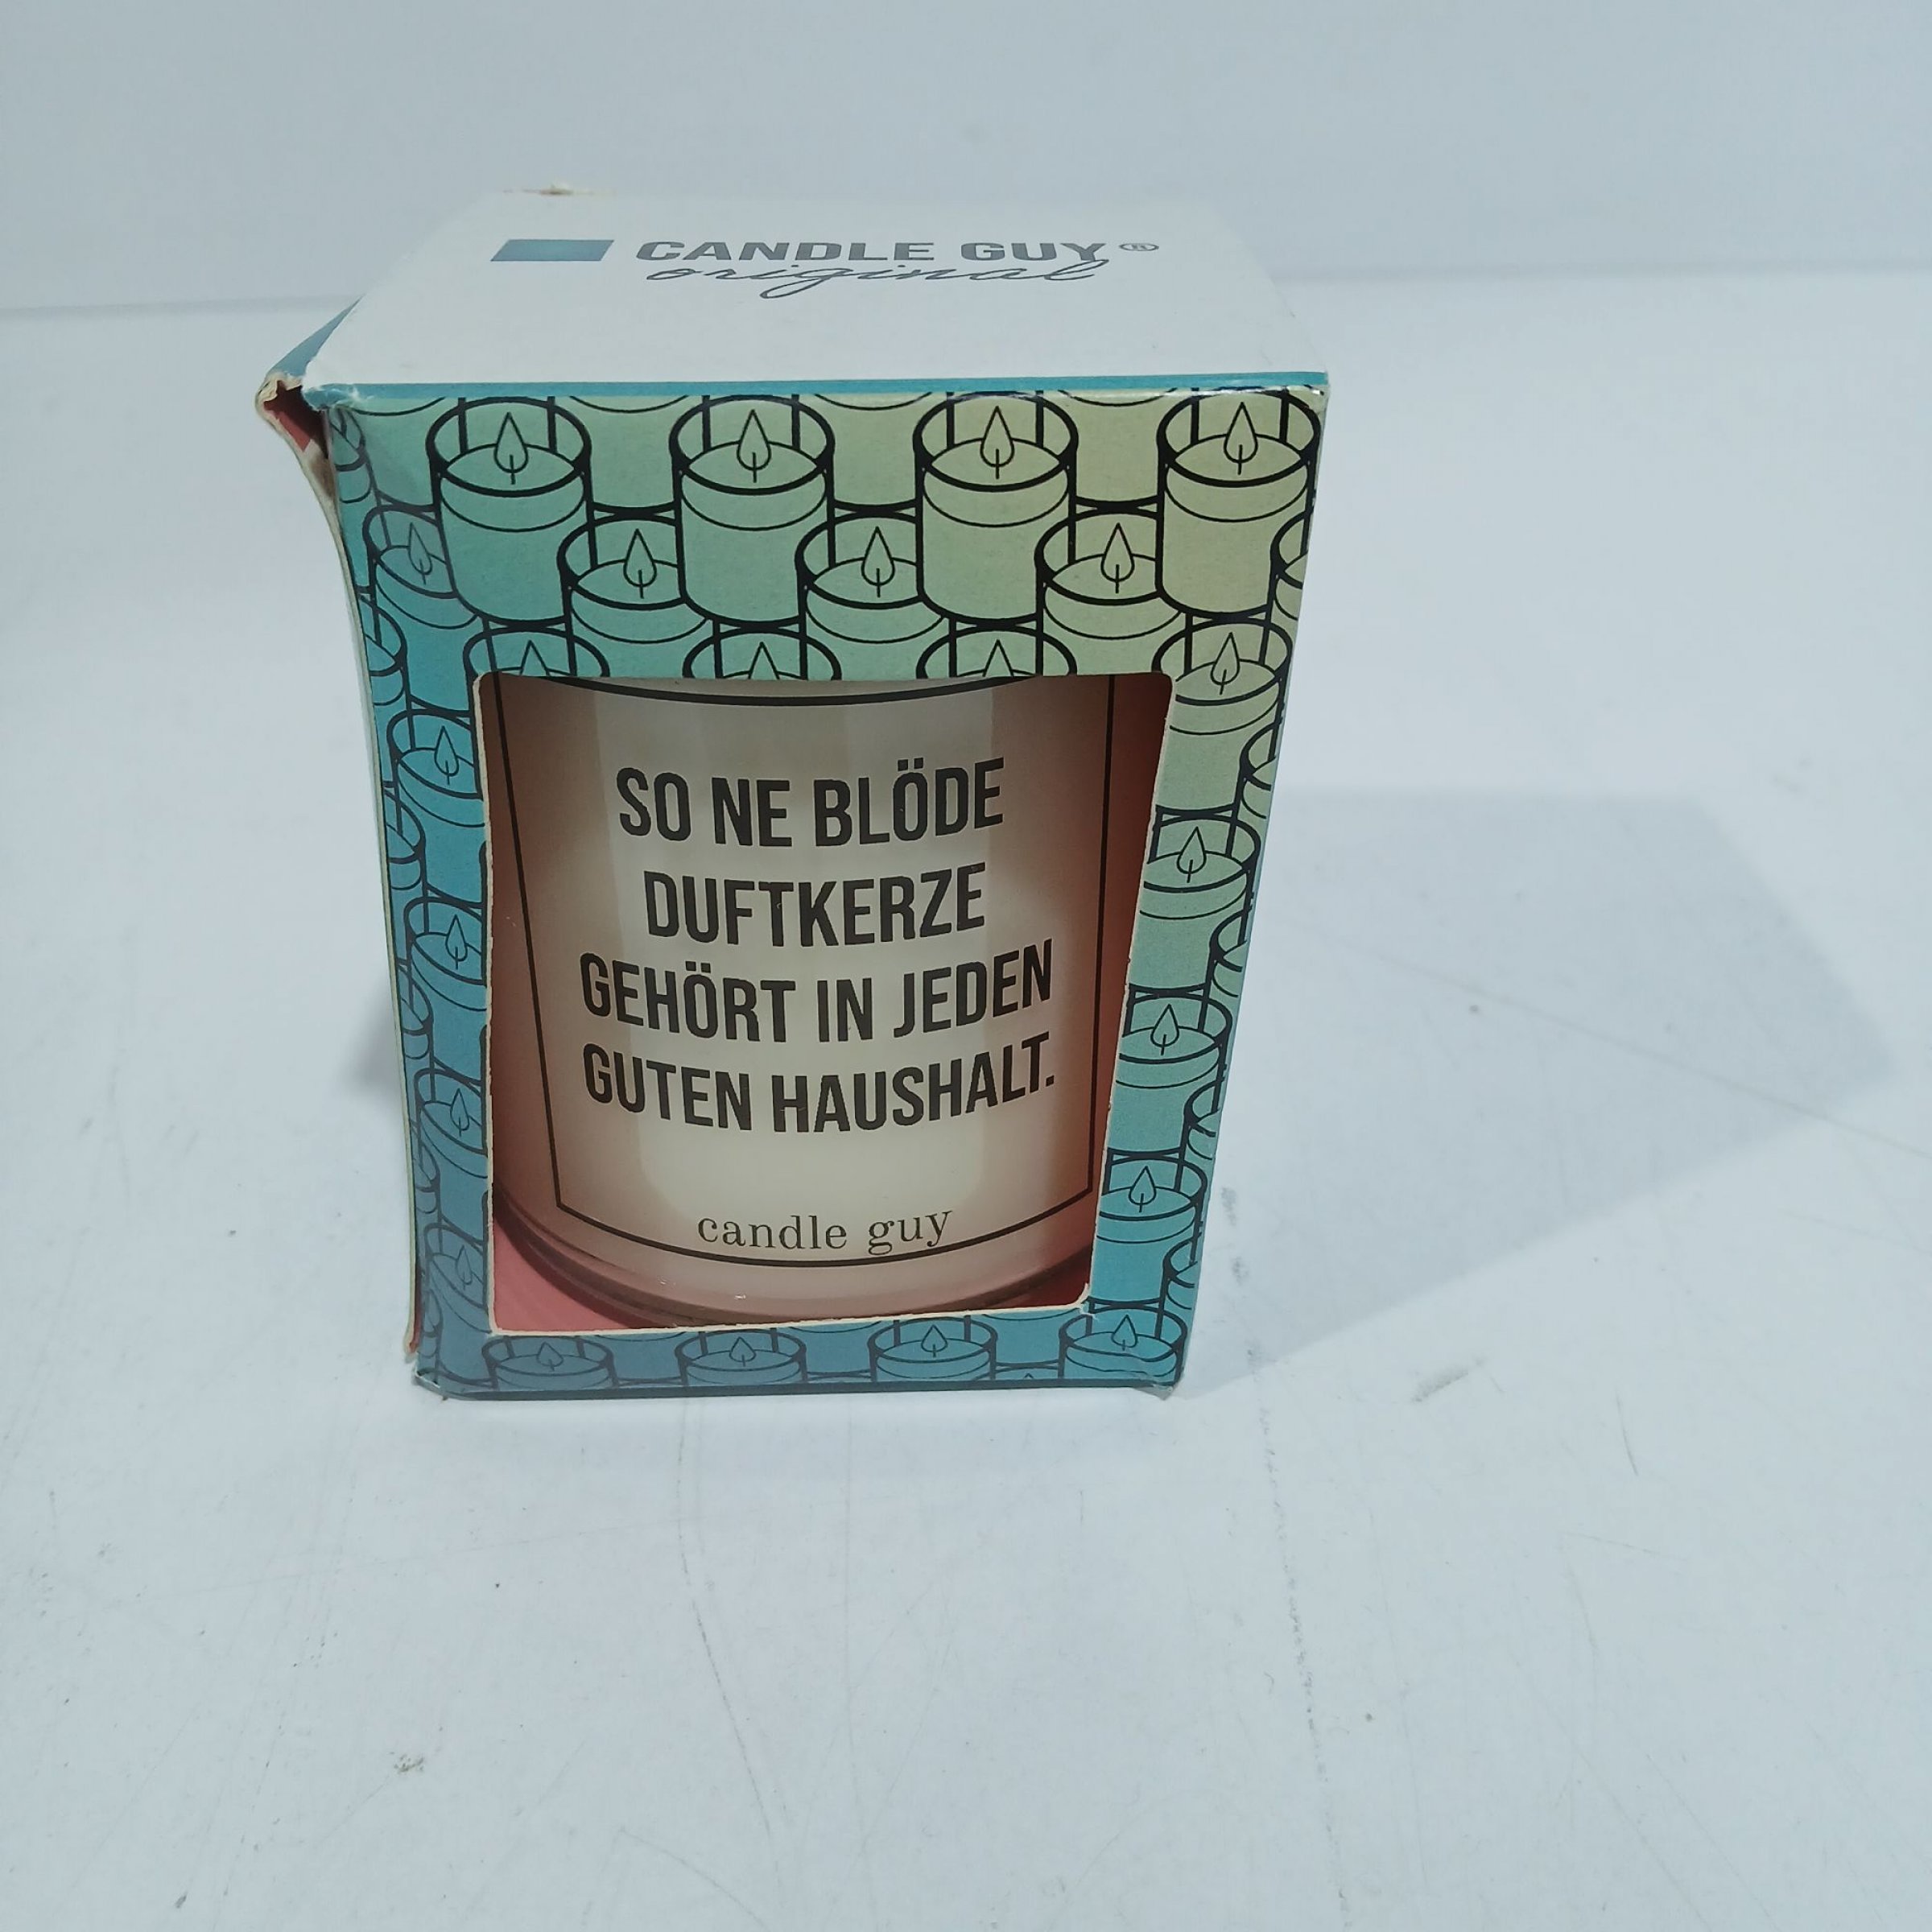 CANDLE GUY®
original
SO NE BLÖDE
DUFTKERZE
GEHÖRT IN JEDEN
GUTEN HAUSHALT.
candle guy